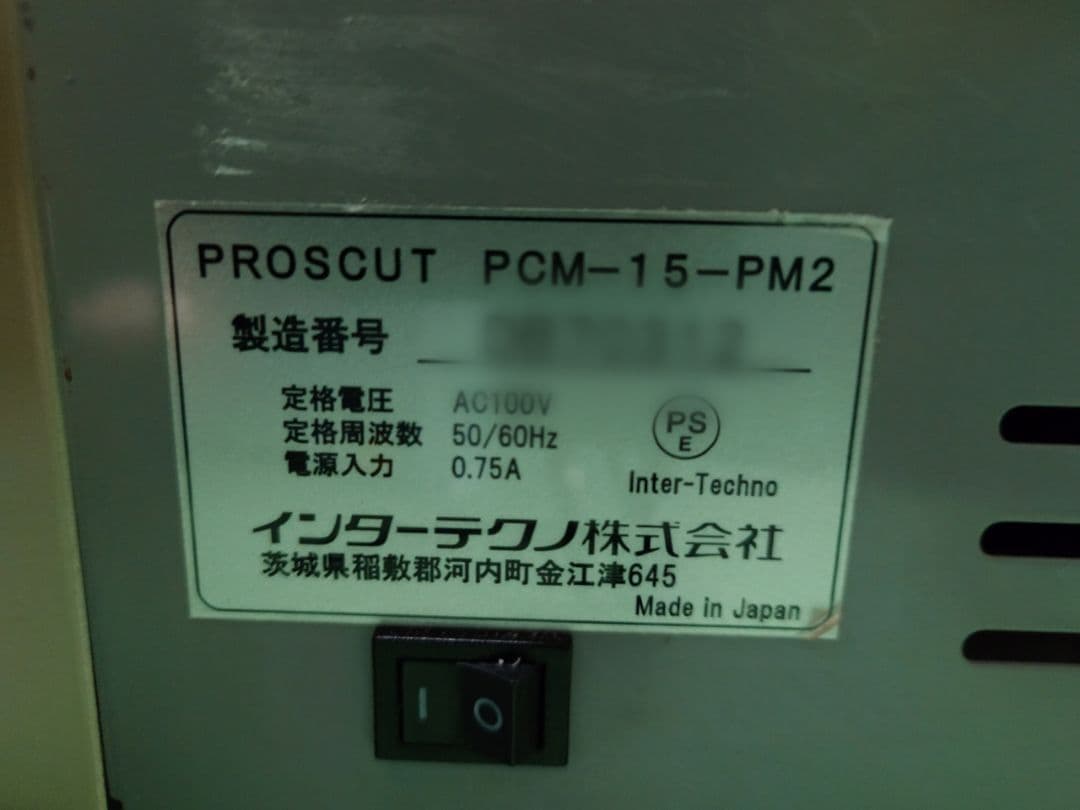 PROSCUT PCM-15-PM2
製造番号
定格電圧 AC100V
定格周波数 50/60Hz
電源入力 0.75A
PS
E
Inter-Techno
インターテクノ株式会社
茨城県稲敷郡河内町金江津645
Made in Japan